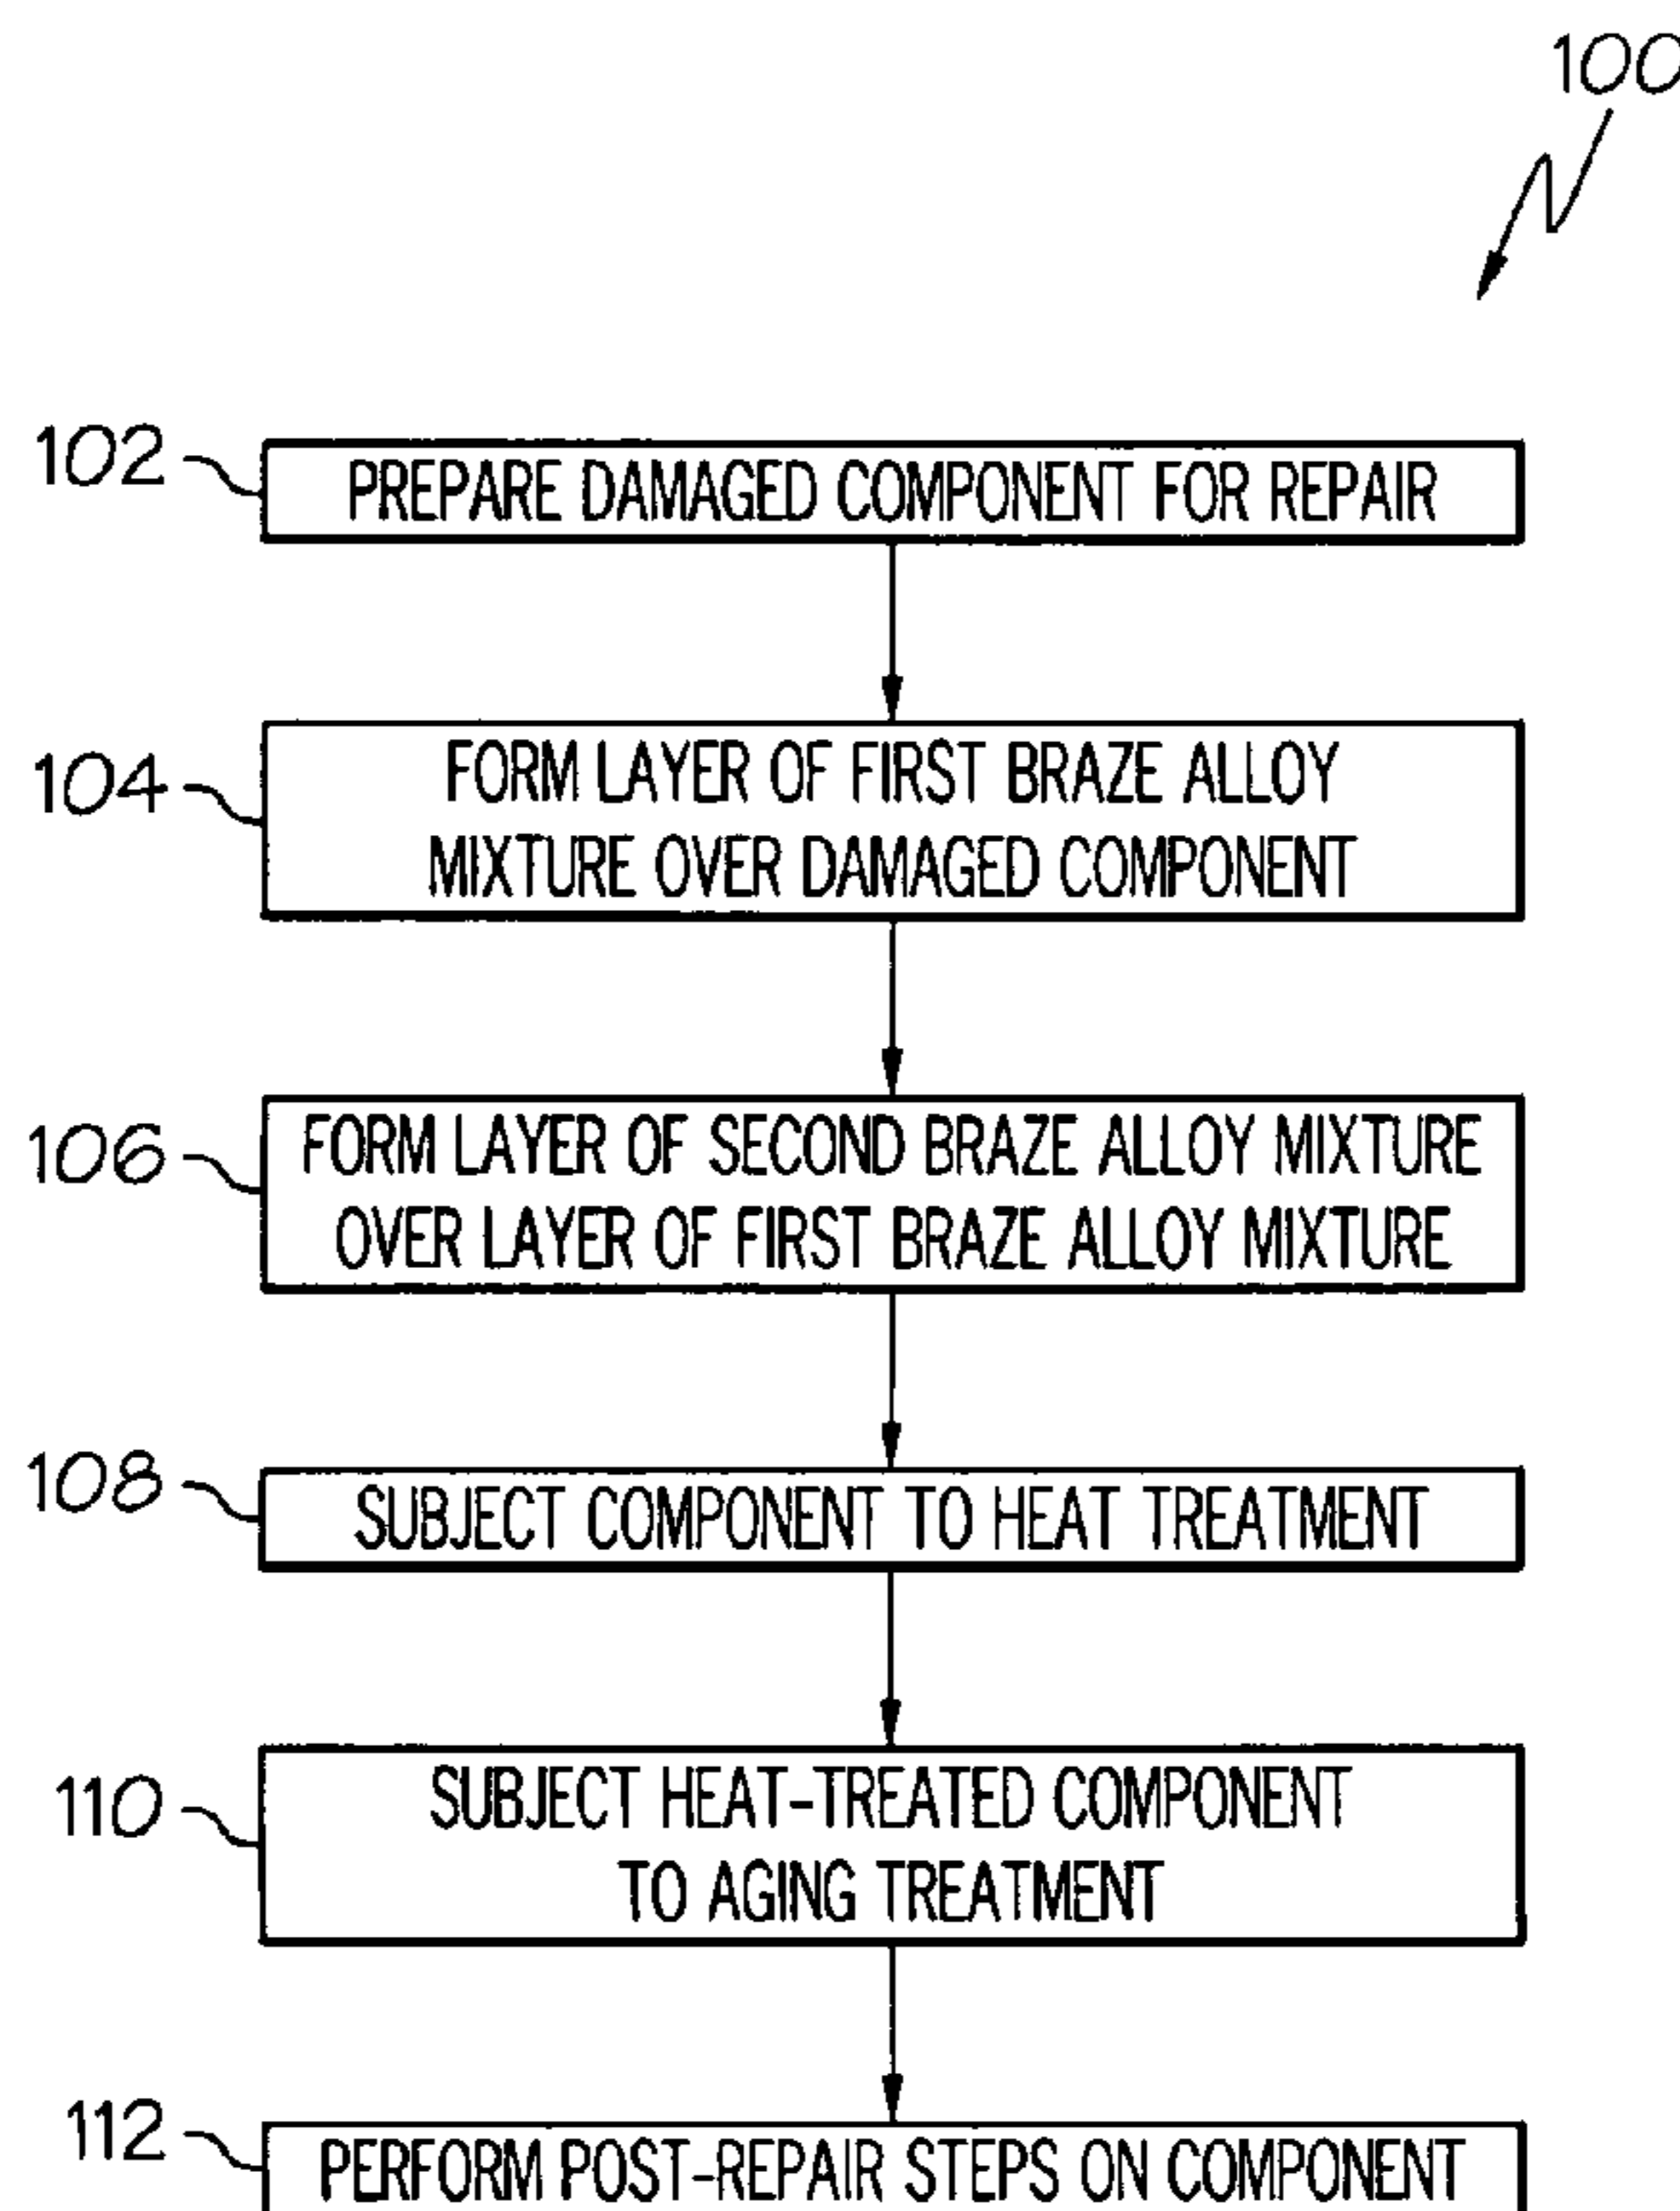 100
102
PREPARE DAMAGED COMPONENT FOR REPAIR
104
FORM LAYER OF FIRST BRAZE ALLOY
MIXTURE OVER DAMAGED COMPONENT
106
FORM LAYER OF SECOND BRAZE ALLOY MIXTURE
OVER LAYER OF FIRST BRAZE ALLOY MIXTURE
108
SUBJECT COMPONENT TO HEAT TREATMENT
110
SUBJECT HEAT-TREATED COMPONENT
TO AGING TREATMENT
112
PERFORM POST-REPAIR STEPS ON COMPONENT